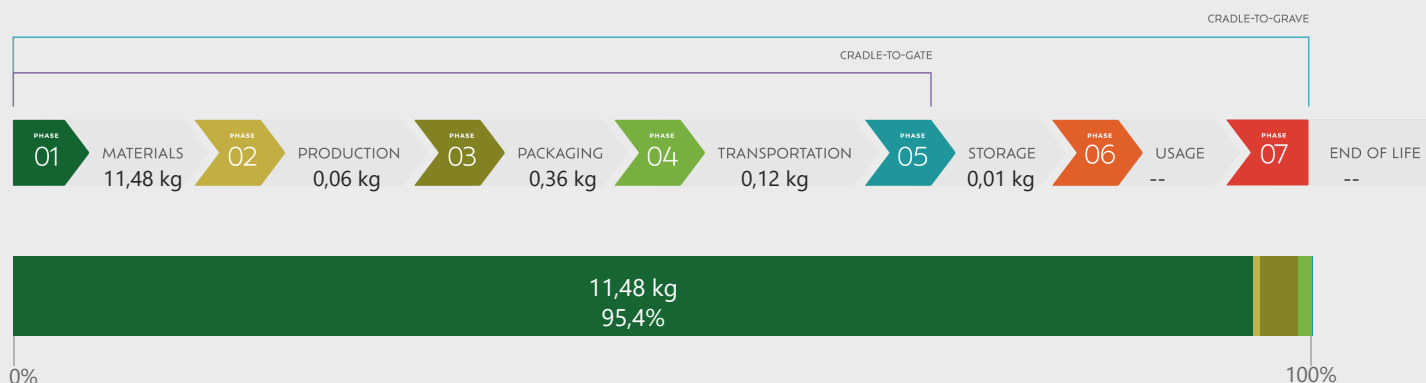 CRADLE-TO-GRAVE
CRADLE-TO-GATE
PHASE
01
MATERIALS
11,48 kg
PHASE
02
PRODUCTION
0,06 kg
PHASE
03
PACKAGING
0,36 kg
PHASE
04
TRANSPORTATION
0,12 kg
PHASE
05
STORAGE
0,01 kg
PHASE
06
USAGE
--
PHASE
07
END OF LIFE
--
11,48 kg
95,4%
0%
100%